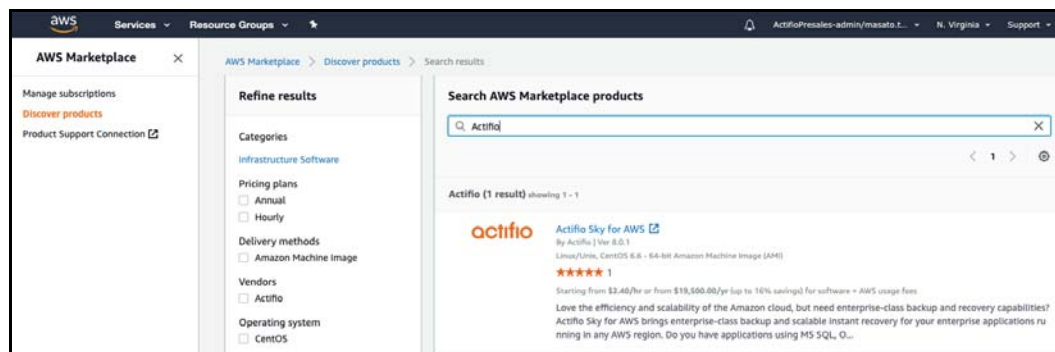 aws
Services
Resource Groups
ActifioPresales-admin/masato.t...
N. Virginia
Support
AWS Marketplace
AWS Marketplace > Discover products > Search results
Manage subscriptions
Discover products
Product Support Connection
Refine results
Categories
Infrastructure Software
Pricing plans
Annual
Hourly
Delivery methods
Amazon Machine Image
Vendors
Actifio
Operating system
CentOS
Search AWS Marketplace products
Actifio
< 1 >
Actifio (1 result) showing 1 - 1
actifio
Actifio Sky for AWS
By Actifio | Ver 8.0.1
Linux/Unix, CentOS 6.6 - 64-bit Amazon Machine Image (AMI)
★★★★★ 1
Starting from $2.40/hr or from $19,500.00/yr (up to 16% savings) for software + AWS usage fees
Love the efficiency and scalability of the Amazon cloud, but need enterprise-class backup and recovery capabilities?
Actifio Sky for AWS brings enterprise-class backup and scalable instant recovery for your enterprise applications ru
nning in any AWS region. Do you have applications using MS SQL, O...